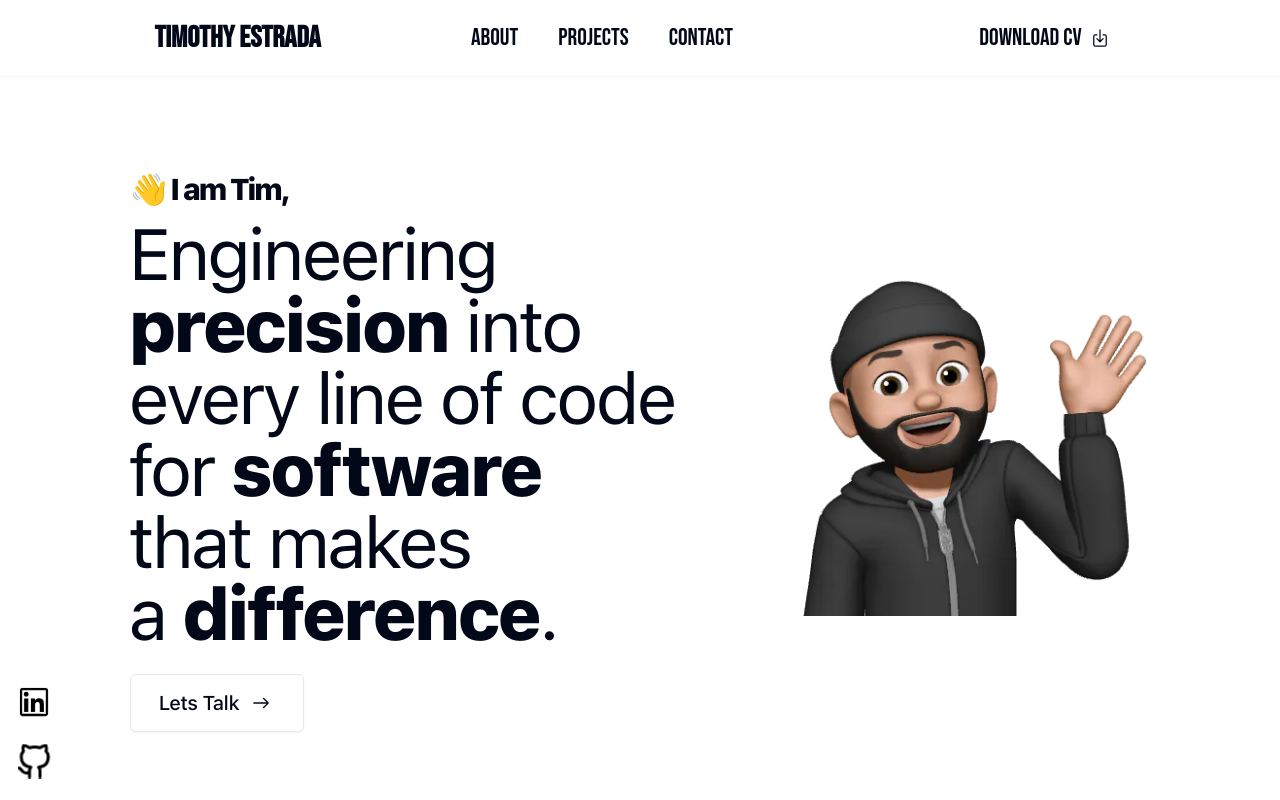 TIMOTHY ESTRADA
ABOUT PROJECTS CONTACT
DOWNLOAD CV
👋 I am Tim,
Engineering
precision into
every line of code
for software
that makes
a difference.
Lets Talk →
in